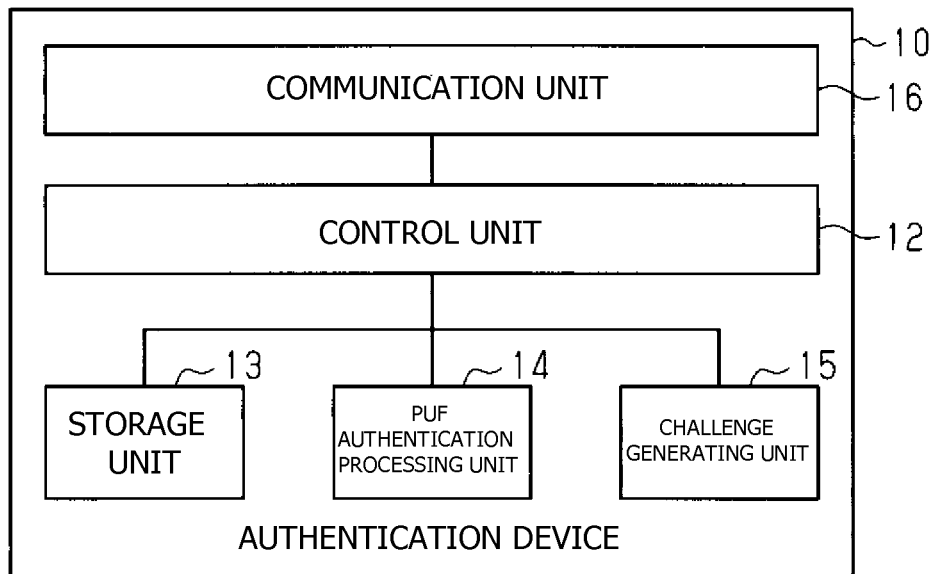 10
COMMUNICATION UNIT
16
CONTROL UNIT
12
13
14
15
STORAGE
UNIT
PUF
AUTHENTICATION
PROCESSING UNIT
CHALLENGE
GENERATING UNIT
AUTHENTICATION DEVICE